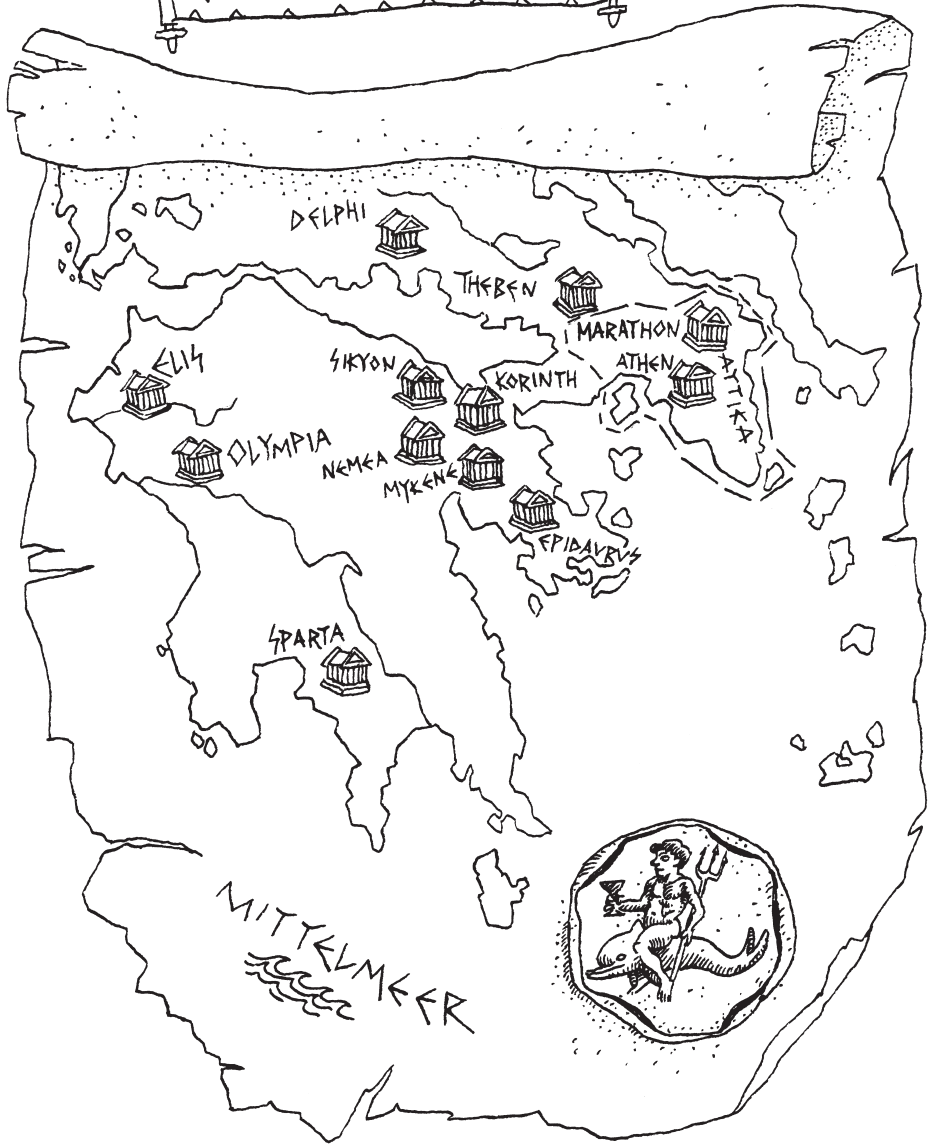 DELPHI
THEBEN
MARATHON
ELIS
SIKYON
ATHEN
KORINTH
ATTIKA
OLYMPIA
NEMEA
MYKENE
EPIDAURUS
SPARTA
MITTELMEER